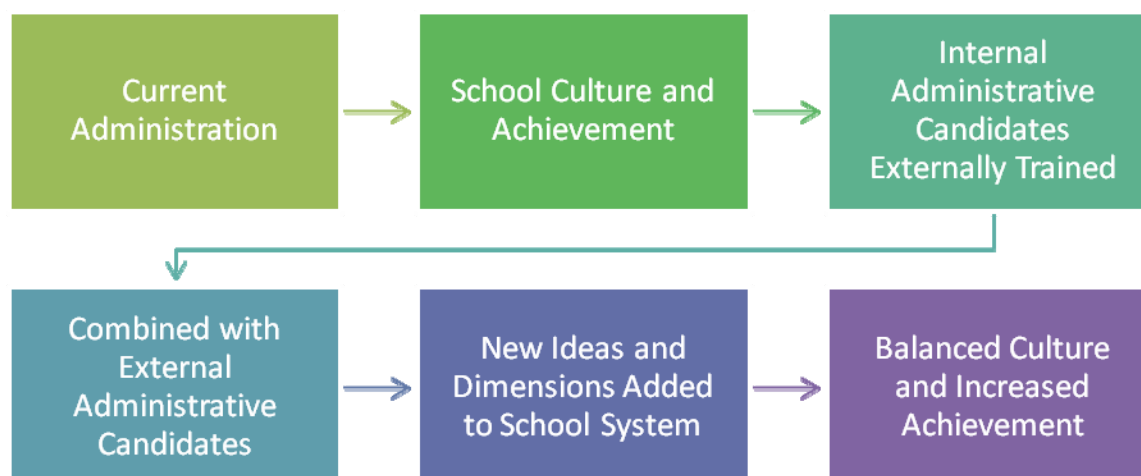 Current
Administration
School Culture and
Achievement
Internal
Administrative
Candidates
Externally Trained
Combined with
External
Administrative
Candidates
New Ideas and
Dimensions Added
to School System
Balanced Culture
and Increased
Achievement